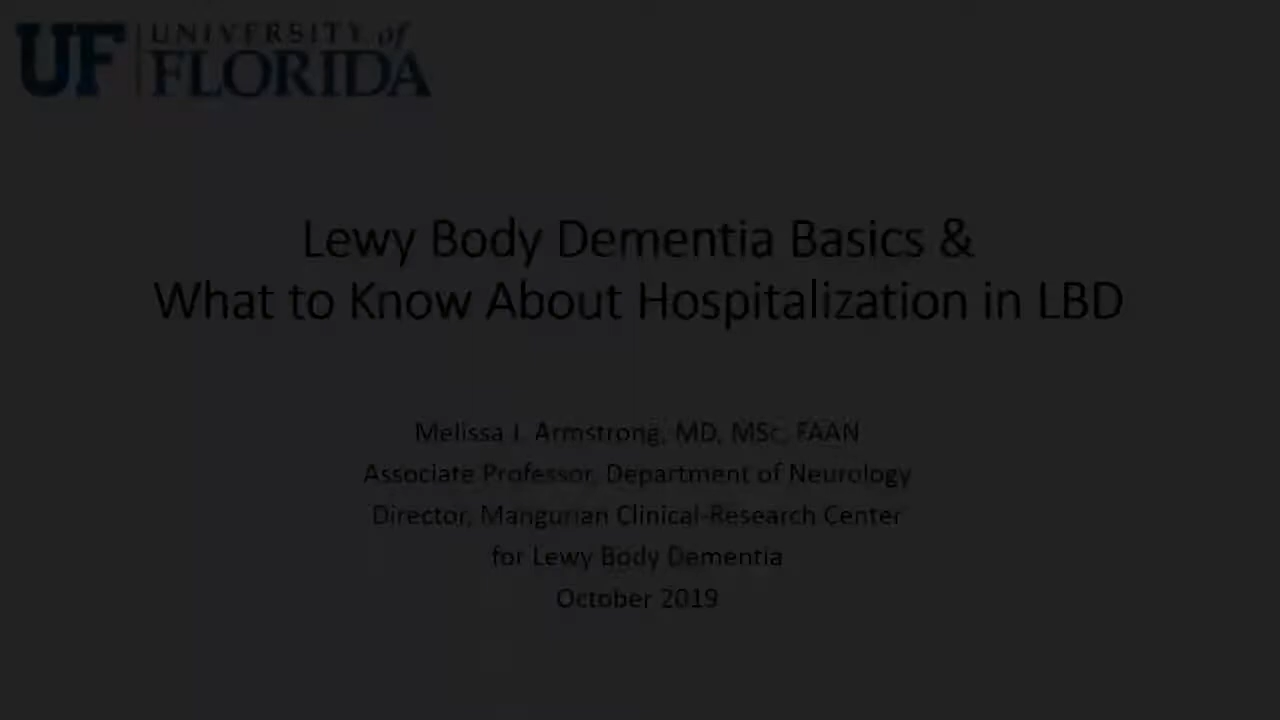 UF UNIVERSITY of
FLORIDA
Lewy Body Dementia Basics &
What to Know About Hospitalization in LBD
Melissa J. Armstrong, MD, MSc, FAAN
Associate Professor, Department of Neurology
Director, Mangurian Clinical-Research Center
for Lewy Body Dementia
October 2019